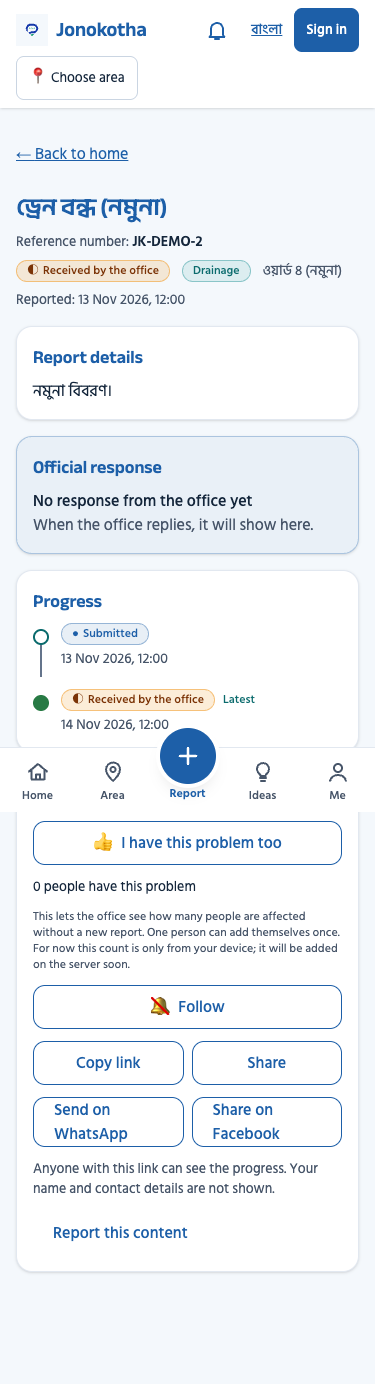 Jonokotha
বাংলা
Sign in
Choose area
← Back to home
ড্রেন বন্ধ (নমুনা)
Reference number: JK-DEMO-2
Received by the office
Drainage
ওয়ার্ড 4 (নমুনা)
Reported: 13 Nov 2026, 12:00
Report details
নমুনা বিবরণ।
Official response
No response from the office yet
When the office replies, it will show here.
Progress
Submitted
13 Nov 2026, 12:00
Received by the office
Latest
14 Nov 2026, 12:00
Home
Area
Report
Ideas
Me
I have this problem too
0 people have this problem
This lets the office see how many people are affected
without a new report. One person can add themselves once.
For now this count is only from your device; it will be added
on the server soon.
Follow
Copy link
Share
Send on
WhatsApp
Share on
Facebook
Anyone with this link can see the progress. Your
name and contact details are not shown.
Report this content